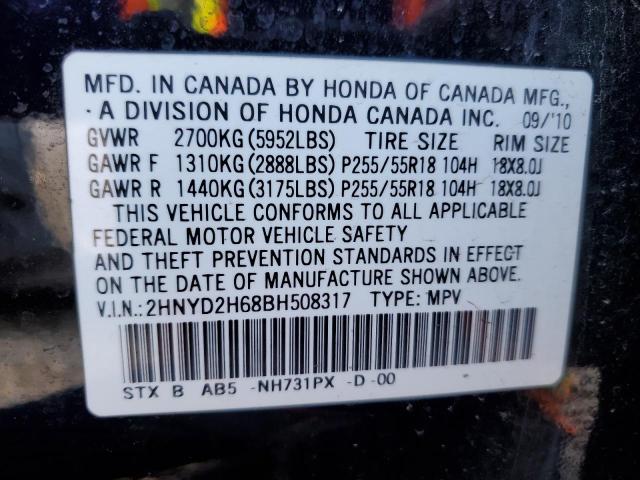 MFD. IN CANADA BY HONDA OF CANADA MFG.,
A DIVISION OF HONDA CANADA INC. 09/'10
GVWR 2700KG(5952LBS) TIRE SIZE RIM SIZE
GAWR F 1310KG(2888LBS) P255/55R18 104H 18X8.0J
GAWR R 1440KG(3175LBS) P255/55R18 104H 18X8.0J
THIS VEHICLE CONFORMS TO ALL APPLICABLE
FEDERAL MOTOR VEHICLE SAFETY
AND THEFT PREVENTION STANDARDS IN EFFECT
ON THE DATE OF MANUFACTURE SHOWN ABOVE.
V.I.N.: 2HNYD2H68BH508317 TYPE: MPV
STX B AB5 -NH731PX -D -00